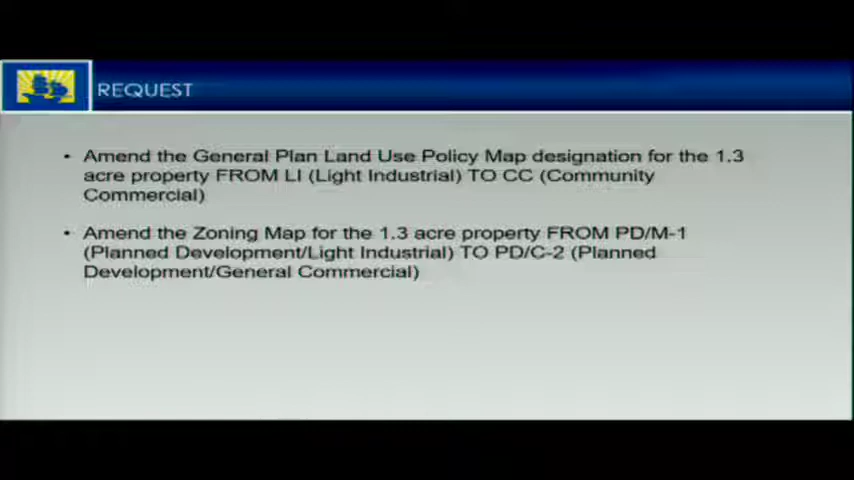 REQUEST
• Amend the General Plan Land Use Policy Map designation for the 1.3
acre property FROM LI (Light Industrial) TO CC (Community
Commercial)
• Amend the Zoning Map for the 1.3 acre property FROM PD/M-1
(Planned Development/Light Industrial) TO PD/C-2 (Planned
Development/General Commercial)